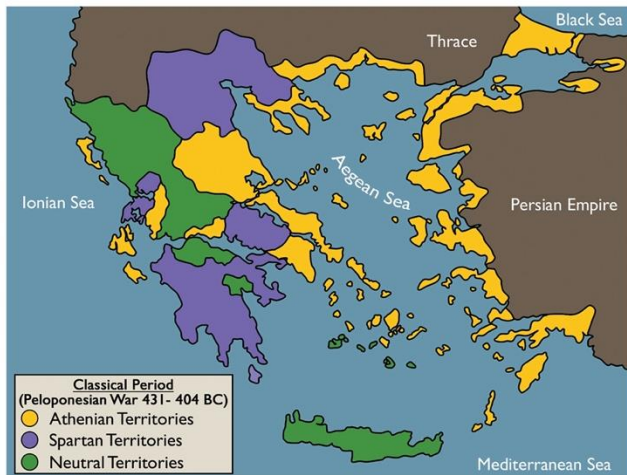 Black Sea
Thrace
Aegean Sea
Ionian Sea
Persian Empire
Classical Period
(Peloponesian War 431- 404 BC)
Athenian Territories
Spartan Territories
Neutral Territories
Mediterranean Sea